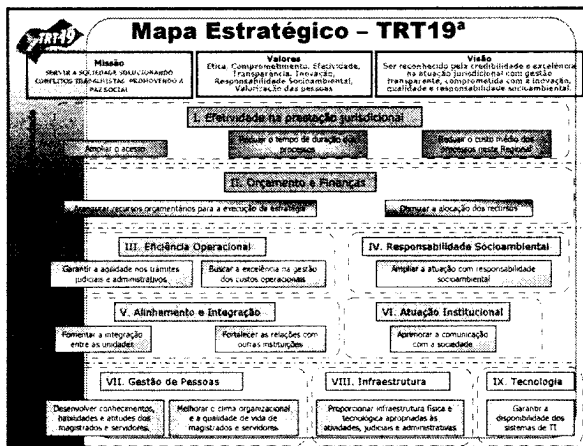 TRT19
Mapa Estratégico – TRT19ª
Missão
SERVIR A SOCIEDADE SOLUCIONANDO
CONFLITOS TRABALHISTAS, PROMOVENDO A
PAZ SOCIAL
Valores
Ética, Comprometimento, Efetividade,
Transparência, Inovação,
Responsabilidade Socioambiental,
Valorização das pessoas
Visão
Ser reconhecido pela credibilidade e excelência
na atuação jurisdicional com gestão
transparente, comprometida com a inovação,
qualidade e responsabilidade socioambiental.
I. Efetividade na prestação jurisdicional
Ampliar o acesso
Reduzir o tempo de duração dos
processos
Reduzir o custo médio dos
processos neste Regional
II. Orçamento e Finanças
recursos orçamentários para a execução da estratégia
Otimizar a alocação dos recursos
III. Eficiência Operacional
Garantir a agilidade nos trâmites
judiciais e administrativos
Buscar a excelência na gestão
dos custos operacionais
IV. Responsabilidade Socioambiental
Ampliar a atuação com responsabilidade
socioambiental
V. Alinhamento e Integração
Fomentar a integração
entre as unidades
Fortalecer as relações com
outras instituições
VI. Atuação Institucional
Aprimorar a comunicação
com a sociedade
VII. Gestão de Pessoas
Desenvolver conhecimentos,
habilidades e atitudes dos
magistrados e servidores.
Melhorar o clima organizacional
e a qualidade de vida de
magistrados e servidores.
VIII. Infraestrutura
Proporcionar infraestrutura física e
tecnológica apropriadas às
atividades, judiciais e administrativas
IX. Tecnologia
Garantir a
disponibilidade dos
sistemas de TI